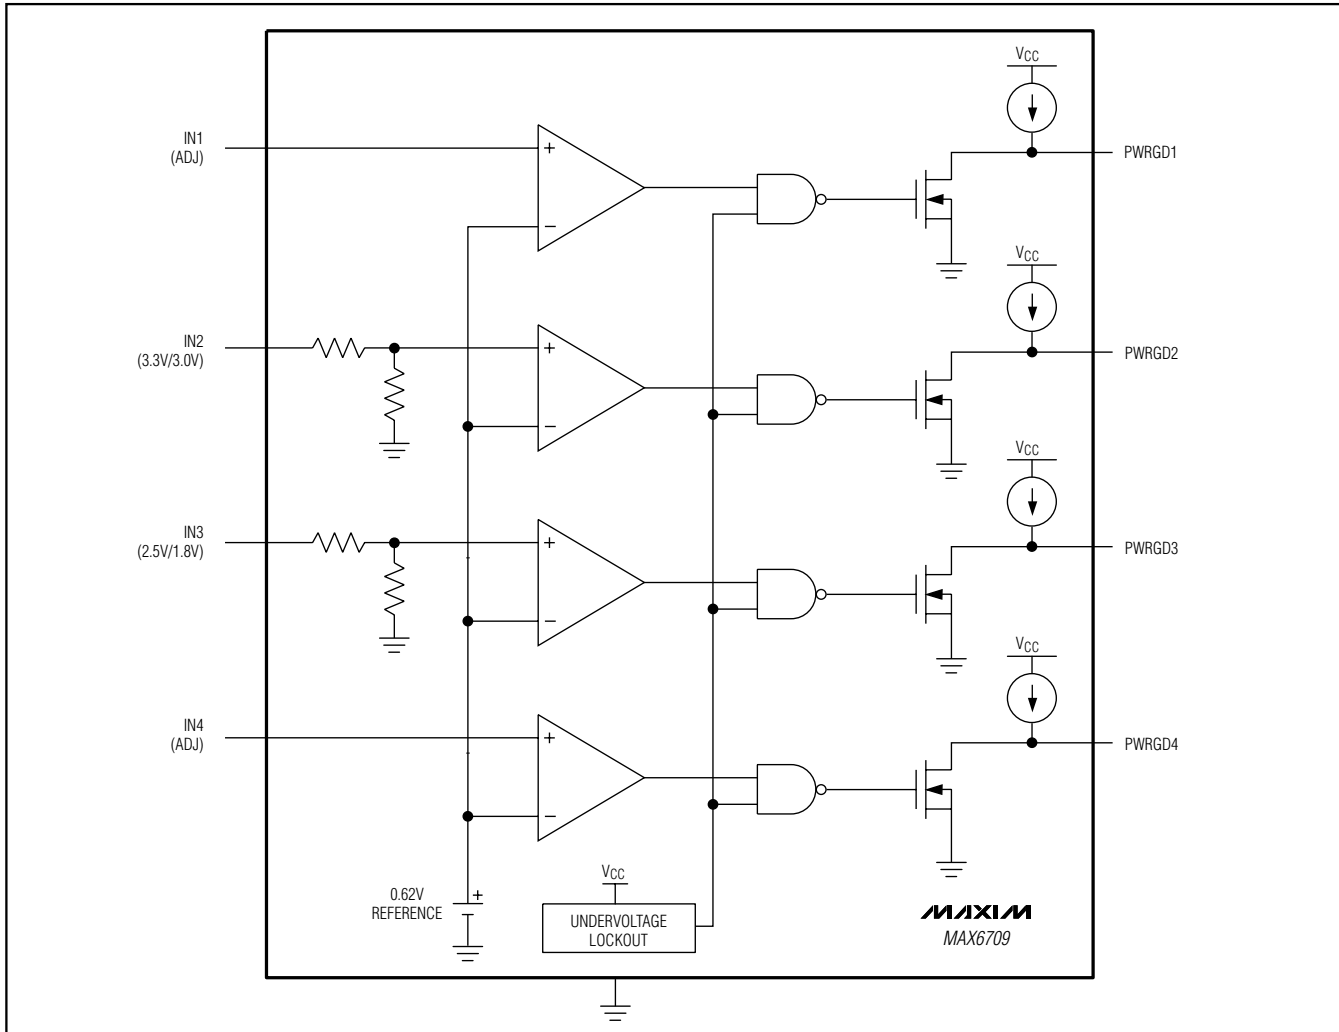 VCC
IN1
(ADJ)
+
−
PWRGD1
VCC
IN2
(3.3V/3.0V)
+
−
PWRGD2
VCC
IN3
(2.5V/1.8V)
+
−
PWRGD3
VCC
IN4
(ADJ)
+
−
PWRGD4
0.62V
REFERENCE
+
VCC
UNDERVOLTAGE
LOCKOUT
MAXIM
MAX6709